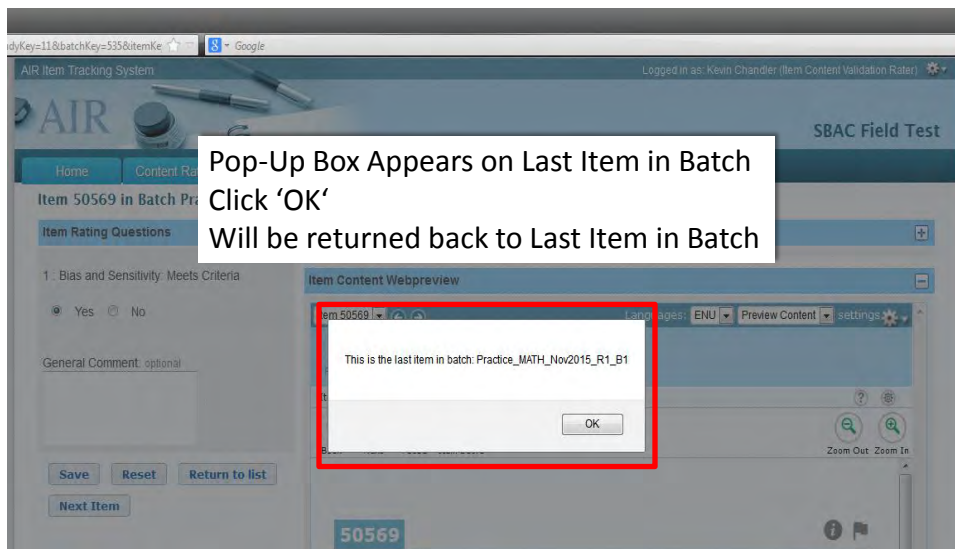 dyKey=11&batchKey=535&itemKe
Google
AIR Item Tracking System
Logged in as: Kevin Chandler (Item Content Validation Rater)
AIR
SBAC Field Test
Pop-Up Box Appears on Last Item in Batch
Click ‘OK‘
Will be returned back to Last Item in Batch
Home
Content
Item 50569 in Batch
Item Rating Questions
1 : Bias and Sensitivity: Meets Criteria
Yes No
General Comment: optional
Save Reset Return to list
Next Item
Item Content Webpreview
Item 50569
Languages: ENU Preview Content settings
This is the last item in batch: Practice_MATH_Nov2015_R1_B1
OK
Zoom Out Zoom In
50569